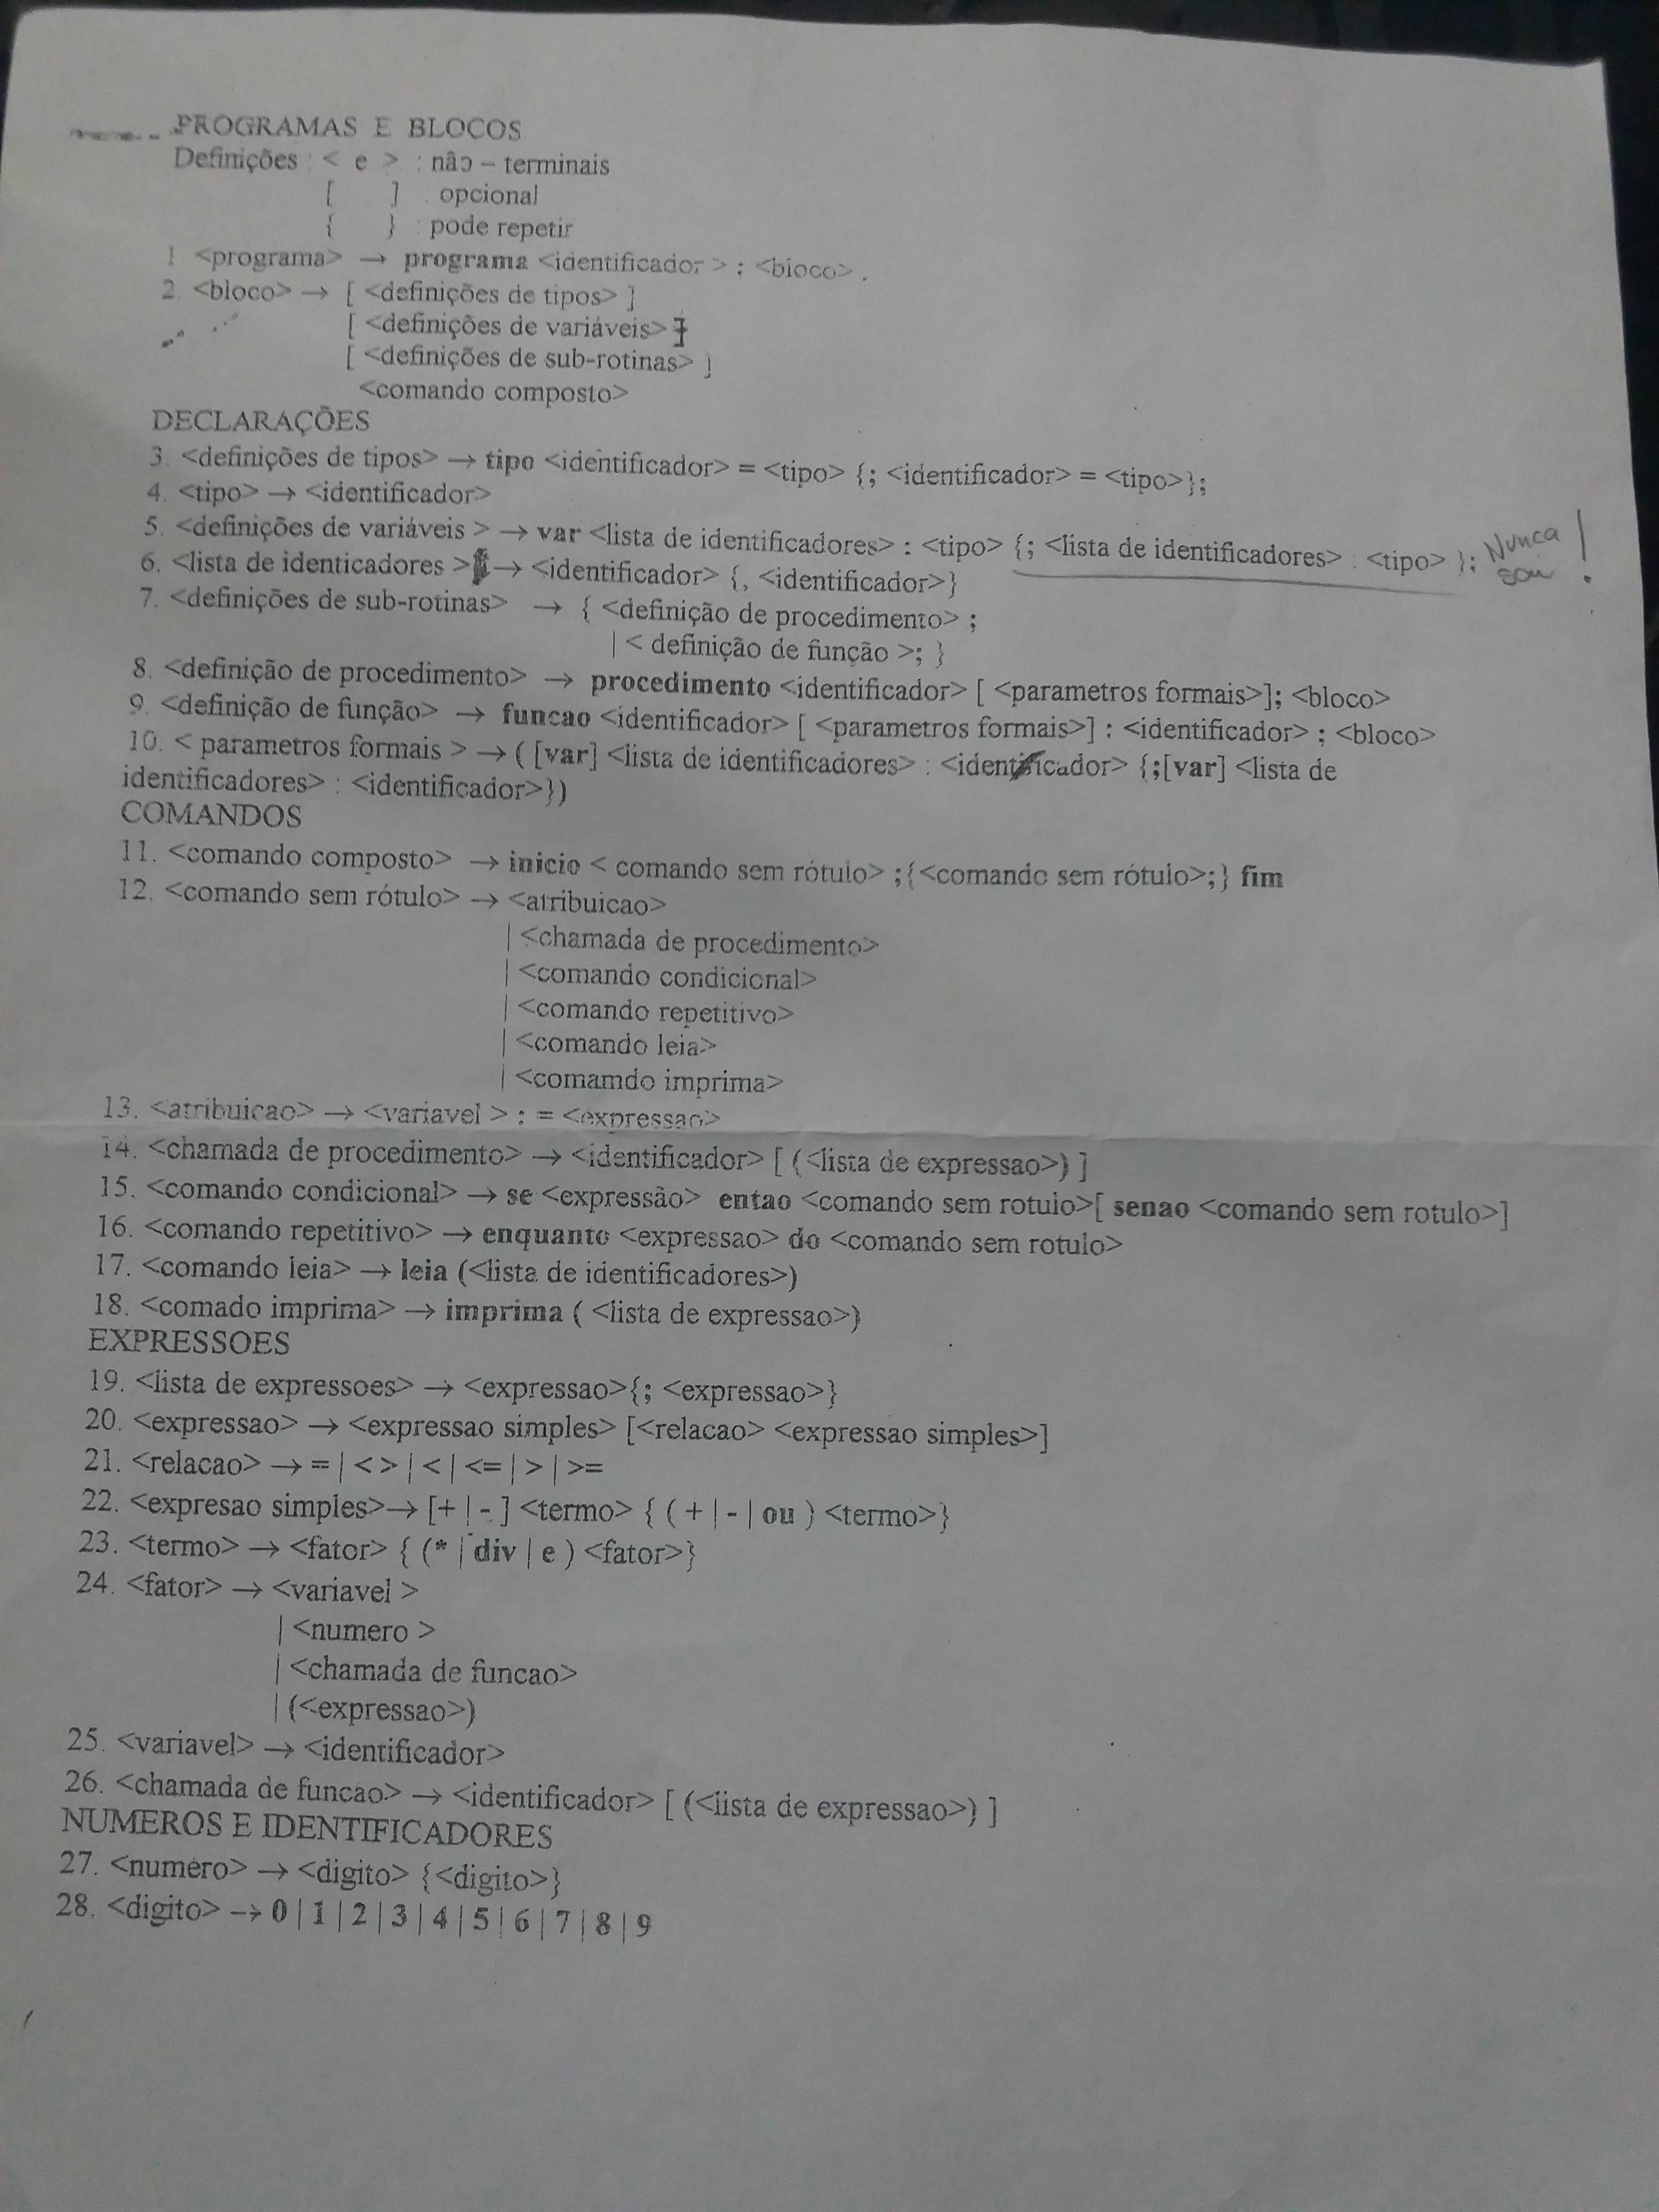 PROGRAMAS E BLOCOS
Definições : < e > : não – terminais
[ ] opcional
{ } : pode repetir
1 <programa> → programa <identificador > ; <bloco> .
2. <bloco> → [ <definições de tipos> ]
[ <definições de variáveis> ]
[ <definições de sub-rotinas> ]
<comando composto>
DECLARAÇÕES
3. <definições de tipos> → tipo <identificador> = <tipo> {; <identificador> = <tipo>};
4. <tipo> → <identificador>
5. <definições de variáveis > → var <lista de identificadores> : <tipo> {; <lista de identificadores> : <tipo> }; Nunca !
6. <lista de identicadores > → <identificador> {, <identificador>}
7. <definições de sub-rotinas> → { <definição de procedimento> ;
| < definição de função >; }
8. <definição de procedimento> → procedimento <identificador> [ <parametros formais>]; <bloco>
9. <definição de função> → funcao <identificador> [ <parametros formais>] : <identificador> ; <bloco>
10. < parametros formais > → ( [var] <lista de identificadores> : <identificador> {;[var] <lista de
identificadores> : <identificador>})
COMANDOS
11. <comando composto> → inicio < comando sem rótulo> ;{<comando sem rótulo>;} fim
12. <comando sem rótulo> → <atribuicao>
| <chamada de procedimento>
| <comando condicional>
| <comando repetitivo>
| <comando leia>
| <comamdo imprima>
13. <atribuicao> → <variavel > : = <expressao>
14. <chamada de procedimento> → <identificador> [ (<lista de expressao>) ]
15. <comando condicional> → se <expressão> entao <comando sem rotulo>[ senao <comando sem rotulo>]
16. <comando repetitivo> → enquanto <expressao> do <comando sem rotulo>
17. <comando leia> → leia (<lista de identificadores>)
18. <comado imprima> → imprima ( <lista de expressao>)
EXPRESSOES
19. <lista de expressoes> → <expressao>{; <expressao>}
20. <expressao> → <expressao simples> [<relacao> <expressao simples>]
21. <relacao> → = | < > | < | <= | > | >=
22. <expresao simples>→ [+ | - ] <termo> { ( + | - | ou ) <termo>}
23. <termo> → <fator> { (* | div | e ) <fator>}
24. <fator> → <variavel >
| <numero >
| <chamada de funcao>
| (<expressao>)
25. <variavel> → <identificador>
26. <chamada de funcao> → <identificador> [ (<lista de expressao>) ]
NUMEROS E IDENTIFICADORES
27. <numero> → <digito> {<digito>}
28. <digito> → 0 | 1 | 2 | 3 | 4 | 5 | 6 | 7 | 8 | 9